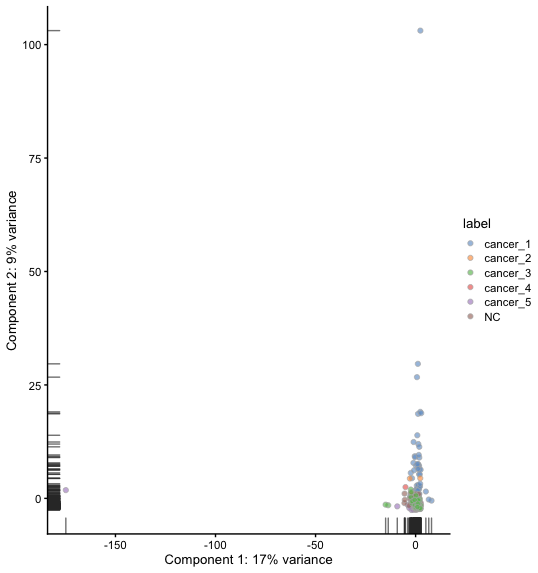 100
75
50
25
0
-150
-100
-50
0
Component 1: 17% variance
Component 2: 9% variance
label
cancer_1
cancer_2
cancer_3
cancer_4
cancer_5
NC